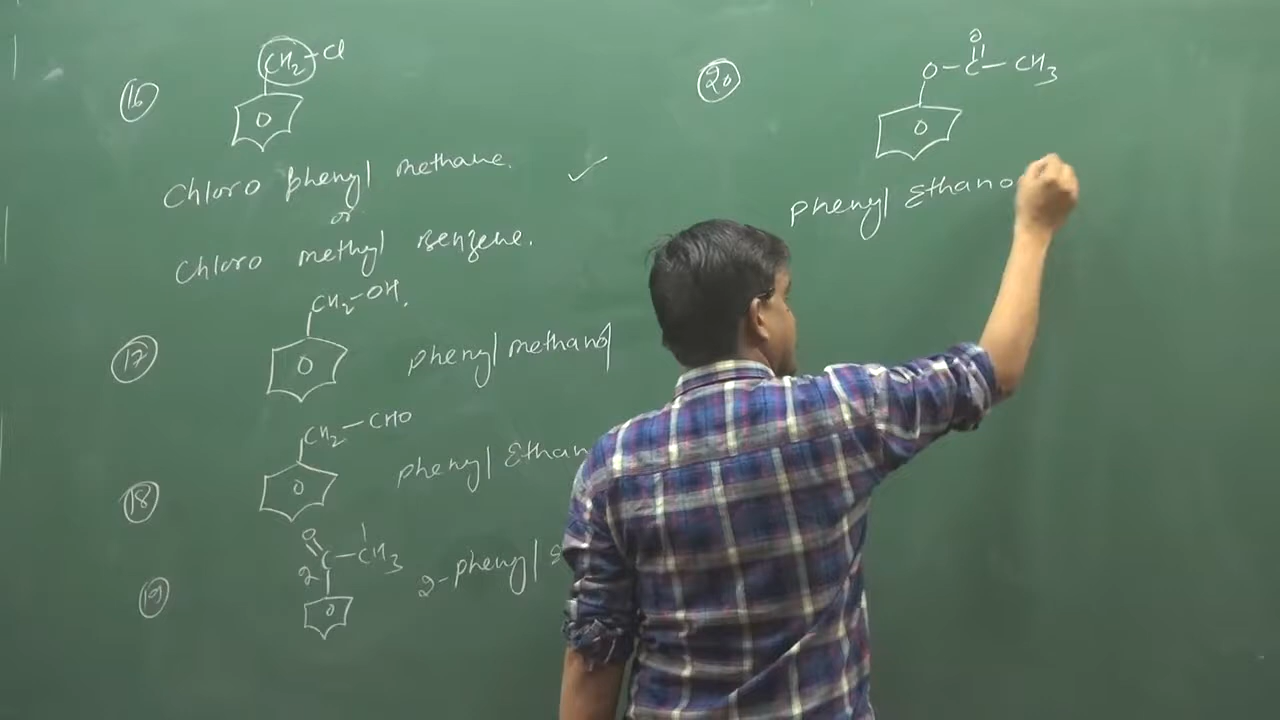 16
CH2-Cl
Chloro phenyl methane.
or
Chloro methyl Benzene.
17
CH2-OH.
phenyl methanol
18
CH2-CHO
phenyl Ethan
19
O
1
2 C-CH3
2-phenyl
20
O
O-C-CH3
phenyl Ethano